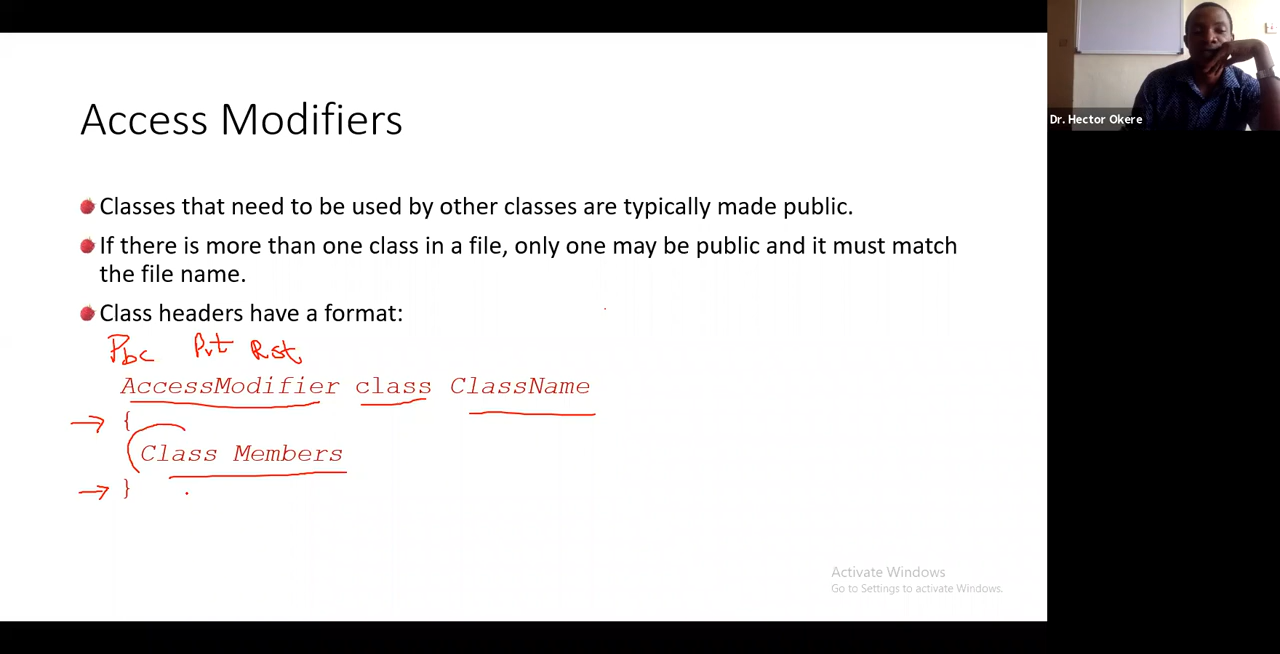 Access Modifiers
Dr. Hector Okere
Classes that need to be used by other classes are typically made public.
If there is more than one class in a file, only one may be public and it must match
the file name.
Class headers have a format:
Pbc Prt Rst
AccessModifier class ClassName
{
Class Members
}
Activate Windows
Go to Settings to activate Windows.